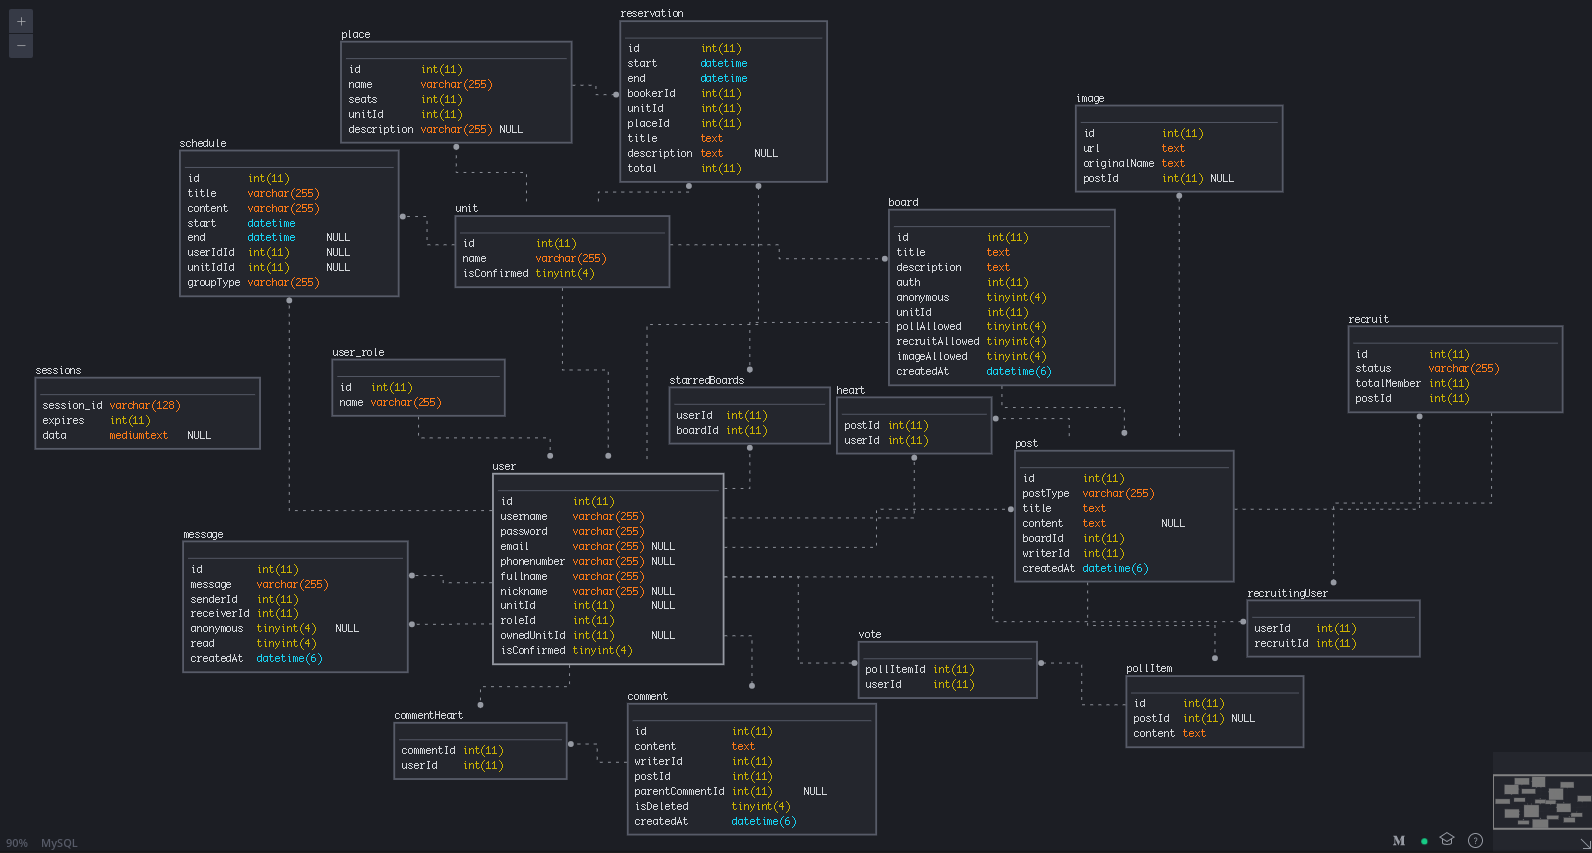 +
−
reservation
id int(11)
start datetime
end datetime
bookerId int(11)
unitId int(11)
placeId int(11)
title text
description text NULL
total int(11)
place
id int(11)
name varchar(255)
seats int(11)
unitId int(11)
description varchar(255) NULL
image
id int(11)
url text
originalName text
postId int(11) NULL
schedule
id int(11)
title varchar(255)
content varchar(255)
start datetime
end datetime NULL
userIdId int(11) NULL
unitIdId int(11) NULL
groupType varchar(255)
unit
id int(11)
name varchar(255)
isConfirmed tinyint(4)
board
id int(11)
title text
description text
auth int(11)
anonymous tinyint(4)
unitId int(11)
pollAllowed tinyint(4)
recruitAllowed tinyint(4)
imageAllowed tinyint(4)
createdAt datetime(6)
recruit
id int(11)
status varchar(255)
totalMember int(11)
postId int(11)
user_role
id int(11)
name varchar(255)
sessions
session_id varchar(128)
expires int(11)
data mediumtext NULL
starredBoards
userId int(11)
boardId int(11)
heart
postId int(11)
userId int(11)
post
id int(11)
postType varchar(255)
title text
content text NULL
boardId int(11)
writerId int(11)
createdAt datetime(6)
user
id int(11)
username varchar(255)
password varchar(255)
email varchar(255) NULL
phonenumber varchar(255) NULL
fullname varchar(255)
nickname varchar(255) NULL
unitId int(11) NULL
roleId int(11)
ownedUnitId int(11) NULL
isConfirmed tinyint(4)
message
id int(11)
message varchar(255)
senderId int(11)
receiverId int(11)
anonymous tinyint(4) NULL
read tinyint(4)
createdAt datetime(6)
recruitingUser
userId int(11)
recruitId int(11)
vote
pollItemId int(11)
userId int(11)
pollItem
id int(11)
postId int(11) NULL
content text
comment
id int(11)
content text
writerId int(11)
postId int(11)
parentCommentId int(11) NULL
isDeleted tinyint(4)
createdAt datetime(6)
commentHeart
commentId int(11)
userId int(11)
90% MySQL
M
?